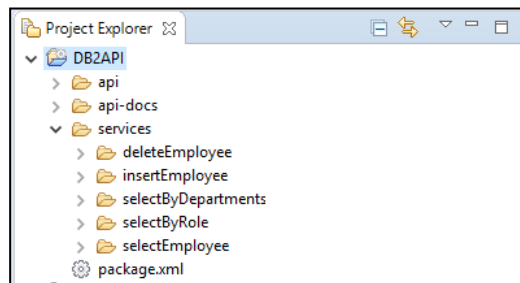 Project Explorer
DB2API
api
api-docs
services
deleteEmployee
insertEmployee
selectByDepartments
selectByRole
selectEmployee
package.xml